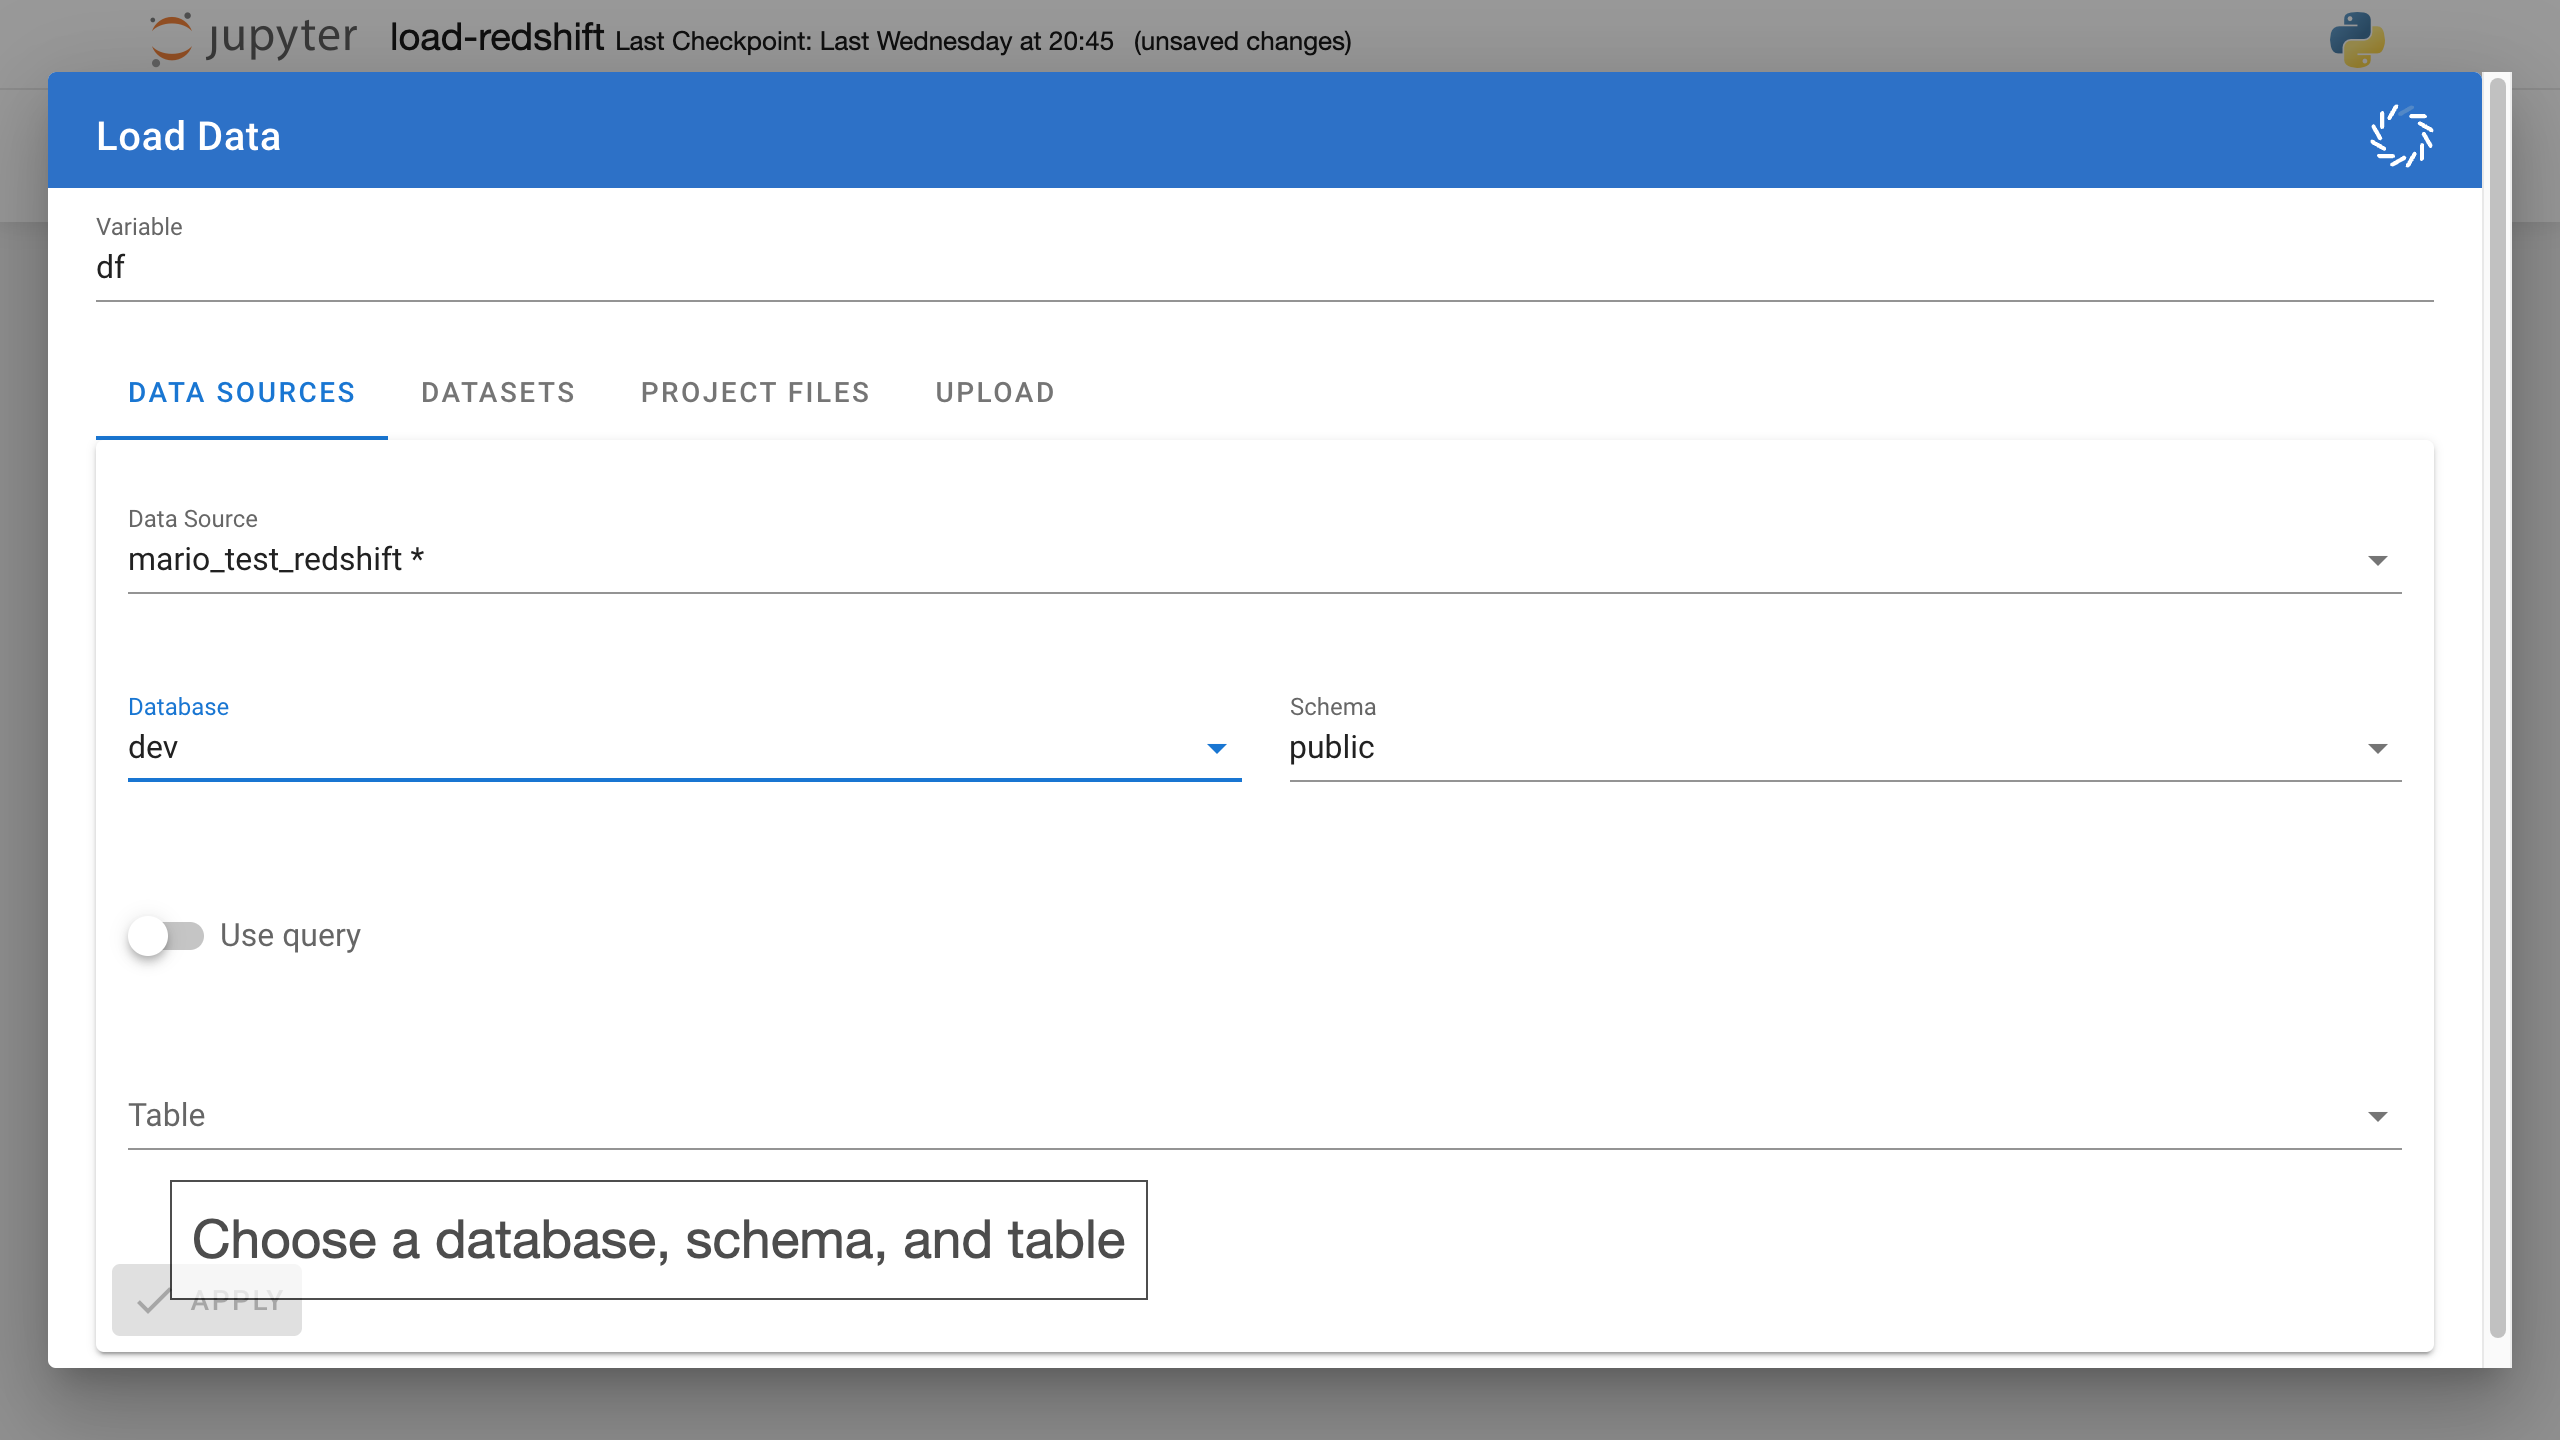 jupyter load-redshift Last Checkpoint: Last Wednesday at 20:45 (unsaved changes)
Load Data
Variable
df
DATA SOURCES DATASETS PROJECT FILES UPLOAD
Data Source
mario_test_redshift *
Database Schema
dev public
Use query
Table
Choose a database, schema, and table
APPLY